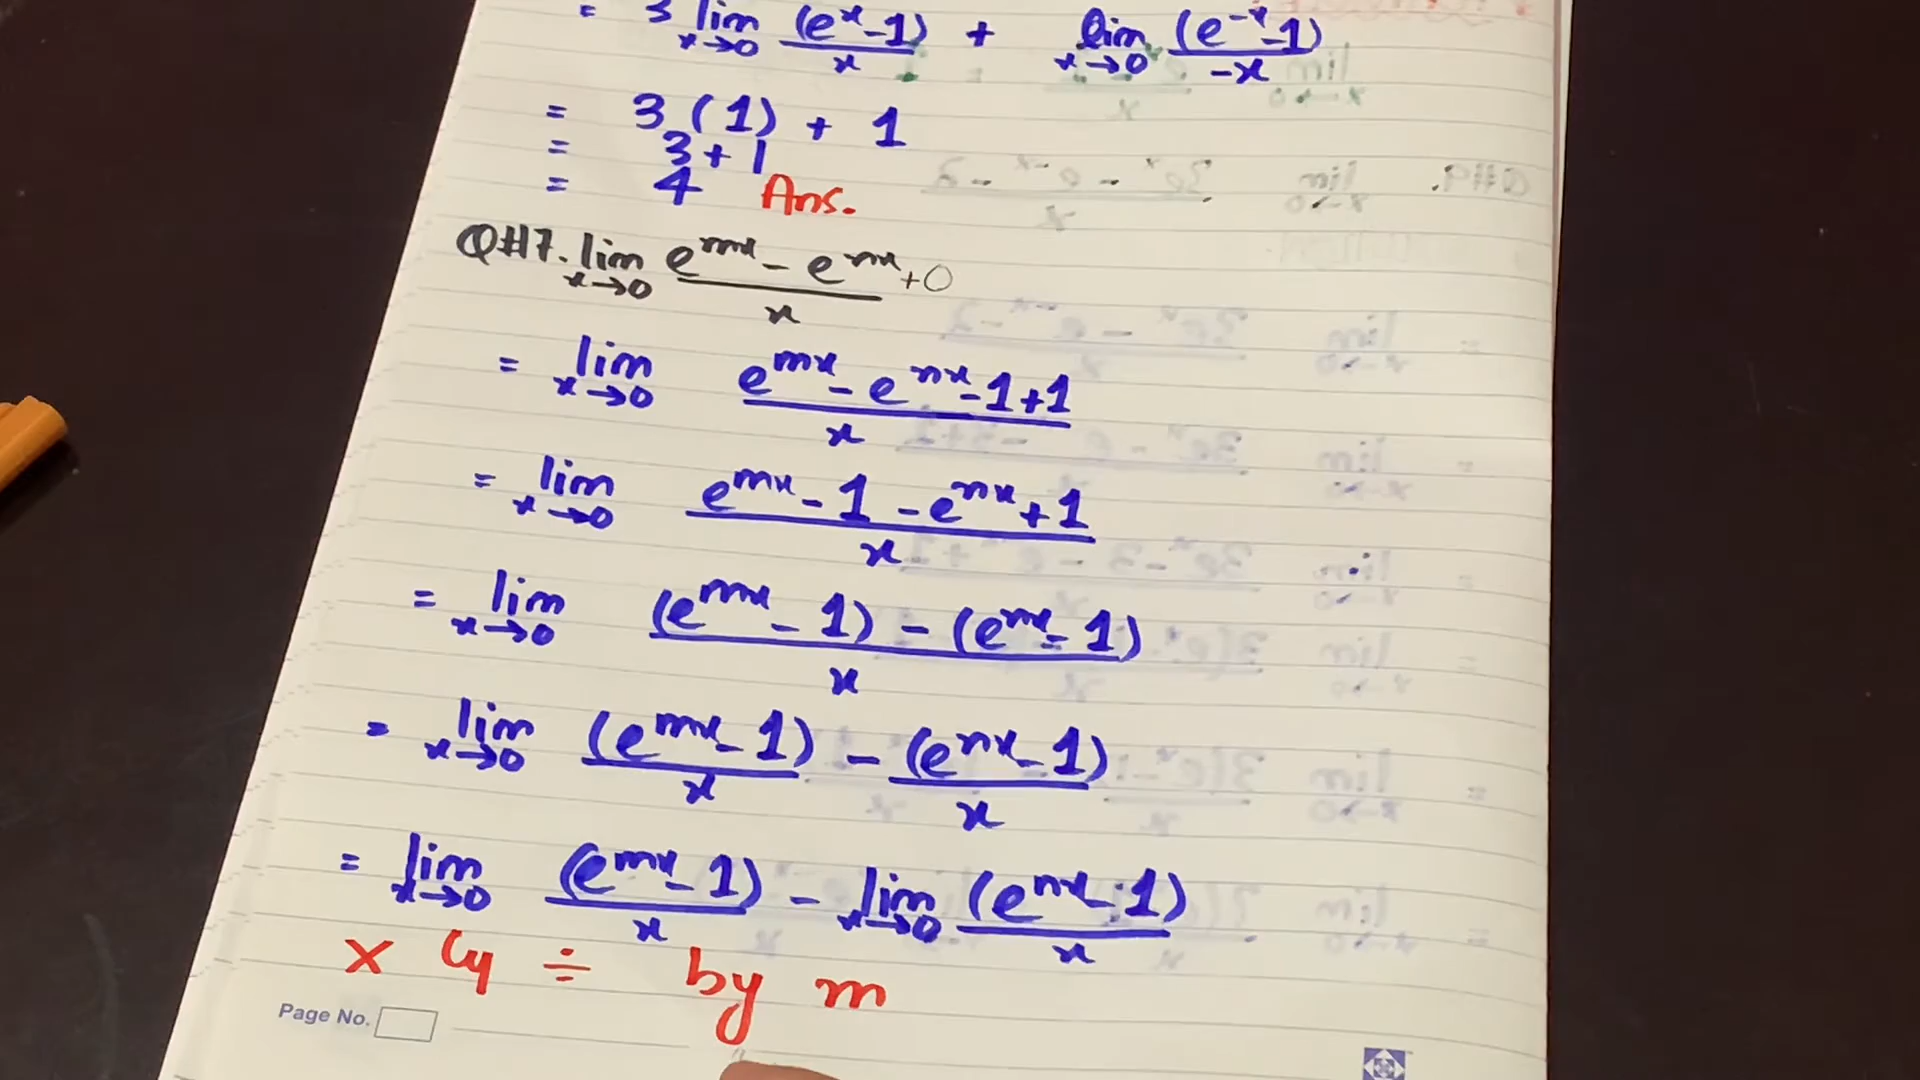 = 3 lim x→0 (e^x - 1)/x + lim x→0 (e^-x - 1)/-x
= 3 (1) + 1
= 3 + 1
= 4 Ans.
Q#7. lim x→0 (e^mx - e^nx)/x +0
= lim x→0 (e^mx - e^nx - 1 + 1)/x
= lim x→0 (e^mx - 1 - e^nx + 1)/x
= lim x→0 ((e^mx - 1) - (e^nx - 1))/x
= lim x→0 (e^mx - 1)/x - (e^nx - 1)/x
= lim x→0 (e^mx - 1)/x - lim x→0 (e^nx - 1)/x
× & ÷ by m
Page No.